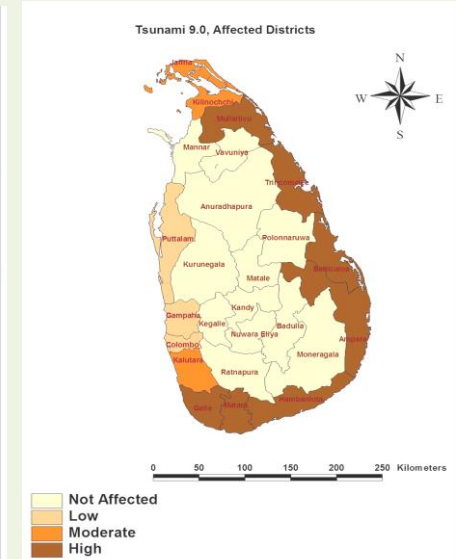 Tsunami 9.0, Affected Districts
N
W E
S
Jaffna
Kilinochchi
Mullaitivu
Mannar
Vavuniya
Trincomalee
Anuradhapura
Puttalam
Polonnaruwa
Kurunegala
Batticaloa
Matale
Kandy
Gampaha
Kegalle
Badulla
Nuwara Eliya
Ampara
Colombo
Moneragala
Kalutara
Ratnapura
Hambantota
Galle
Matara
0 50 100 150 200 250 Kilometers
Not Affected
Low
Moderate
High